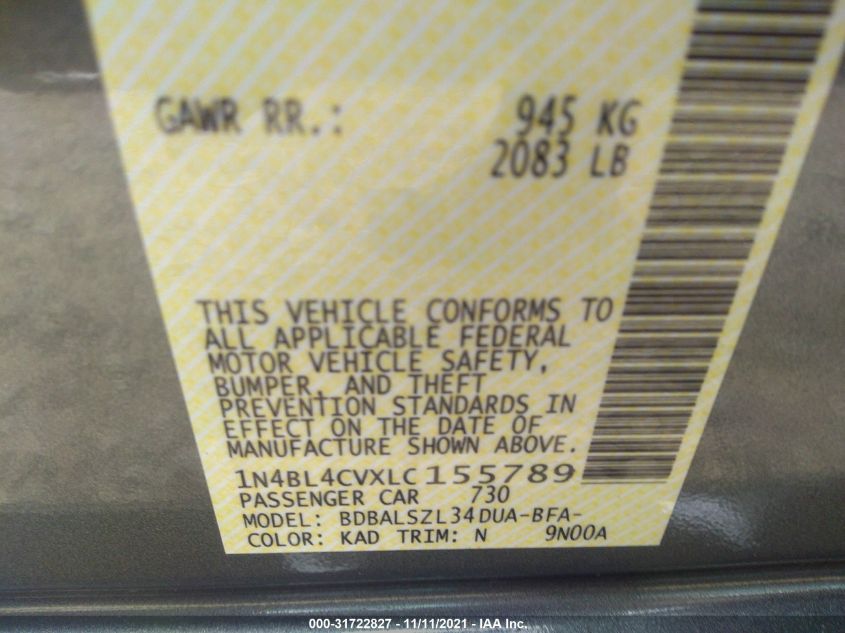 GAWR RR.: 945 KG
2083 LB
THIS VEHICLE CONFORMS TO
ALL APPLICABLE FEDERAL
MOTOR VEHICLE SAFETY,
BUMPER, AND THEFT
PREVENTION STANDARDS IN
EFFECT ON THE DATE OF
MANUFACTURE SHOWN ABOVE.
1N4BL4CVXLC155789
PASSENGER CAR 730
MODEL: BDBALSZL34DUA-BFA-
COLOR: KAD TRIM: N 9N00A
000-31722827 - 11/11/2021 - IAA Inc.